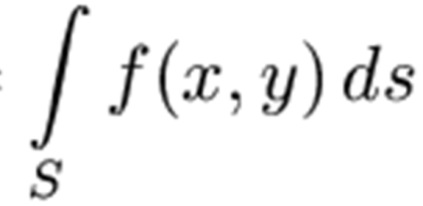 ∫ f(x, y) ds
S